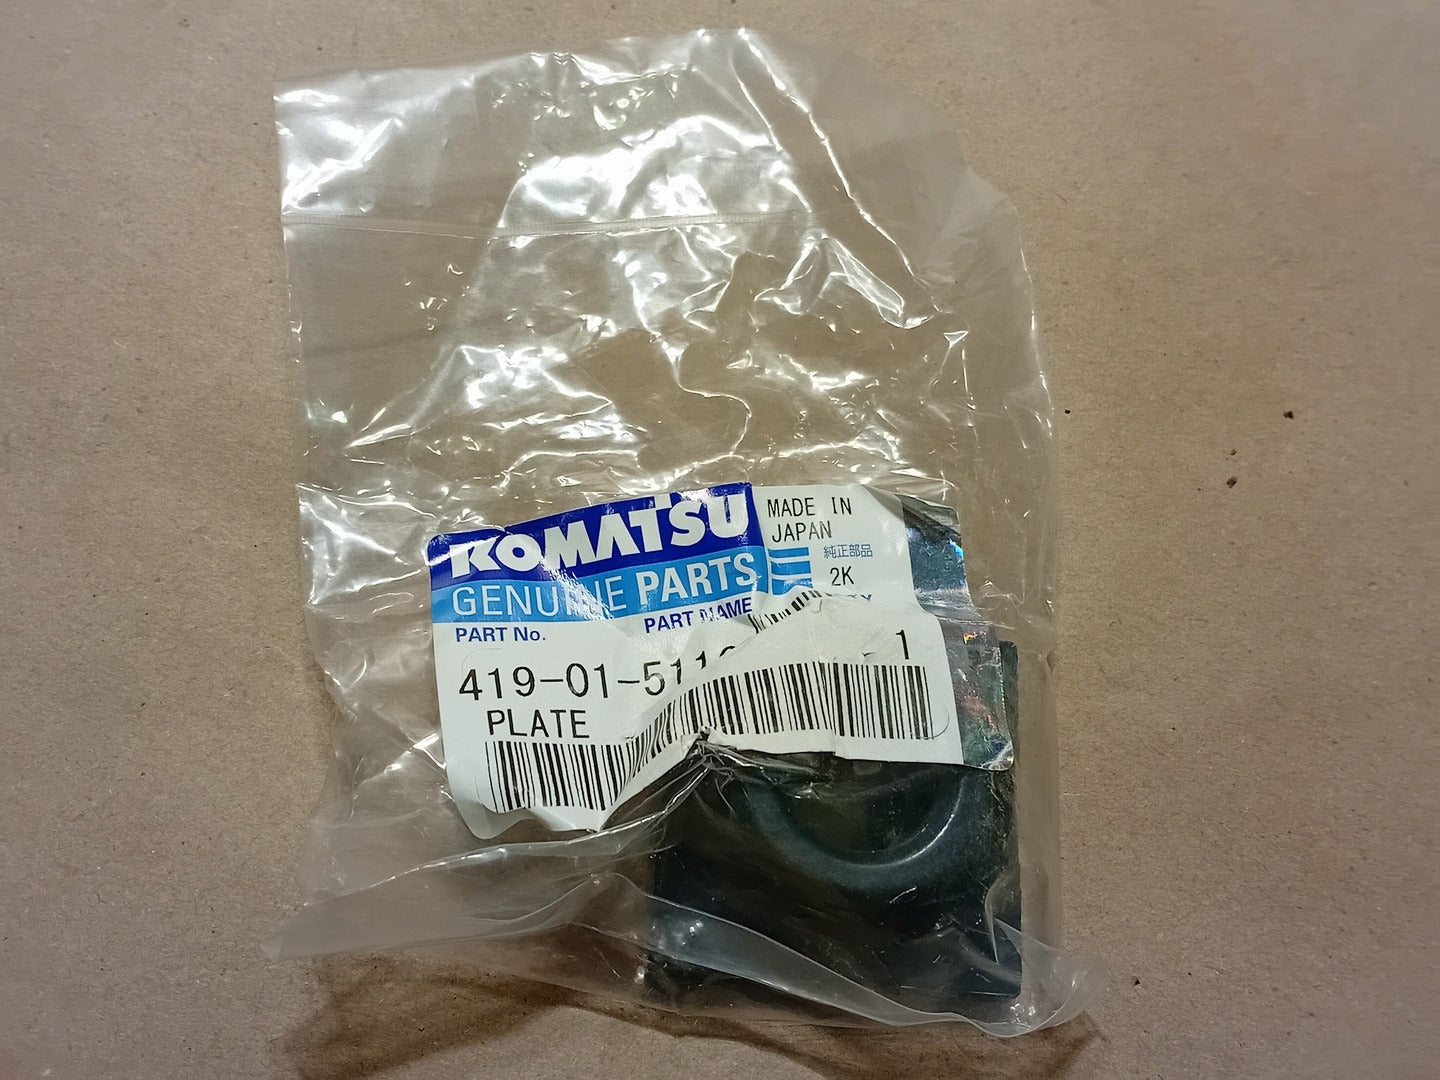 KOMATSU
GENUINE PARTS
MADE IN
JAPAN
純正部品
2K
PART No.
PART NAME
419-01-511
1
PLATE